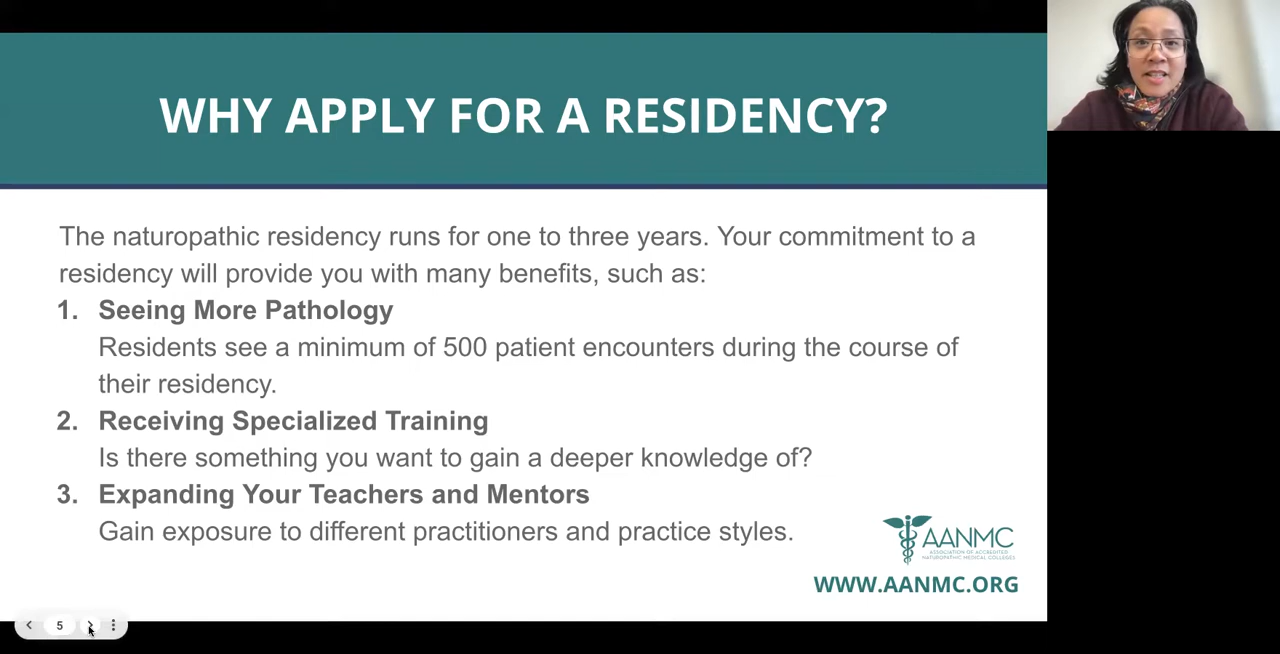 WHY APPLY FOR A RESIDENCY?
The naturopathic residency runs for one to three years. Your commitment to a
residency will provide you with many benefits, such as:
1. Seeing More Pathology
Residents see a minimum of 500 patient encounters during the course of
their residency.
2. Receiving Specialized Training
Is there something you want to gain a deeper knowledge of?
3. Expanding Your Teachers and Mentors
Gain exposure to different practitioners and practice styles.
AANMC
ASSOCIATION OF ACCREDITED
NATUROPATHIC MEDICAL COLLEGES
WWW.AANMC.ORG
5